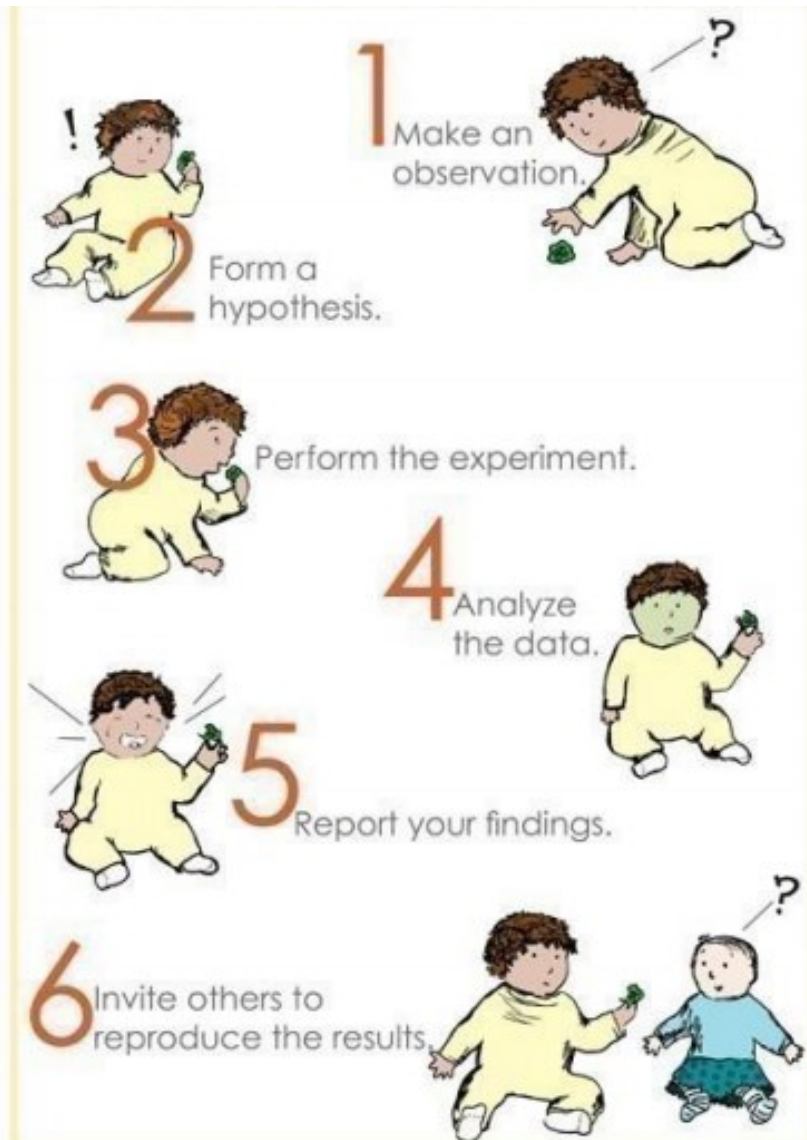 ?
1
Make an
observation.
!
2
Form a
hypothesis.
3
Perform the experiment.
4
Analyze
the data.
5
Report your findings.
?
6
Invite others to
reproduce the results.